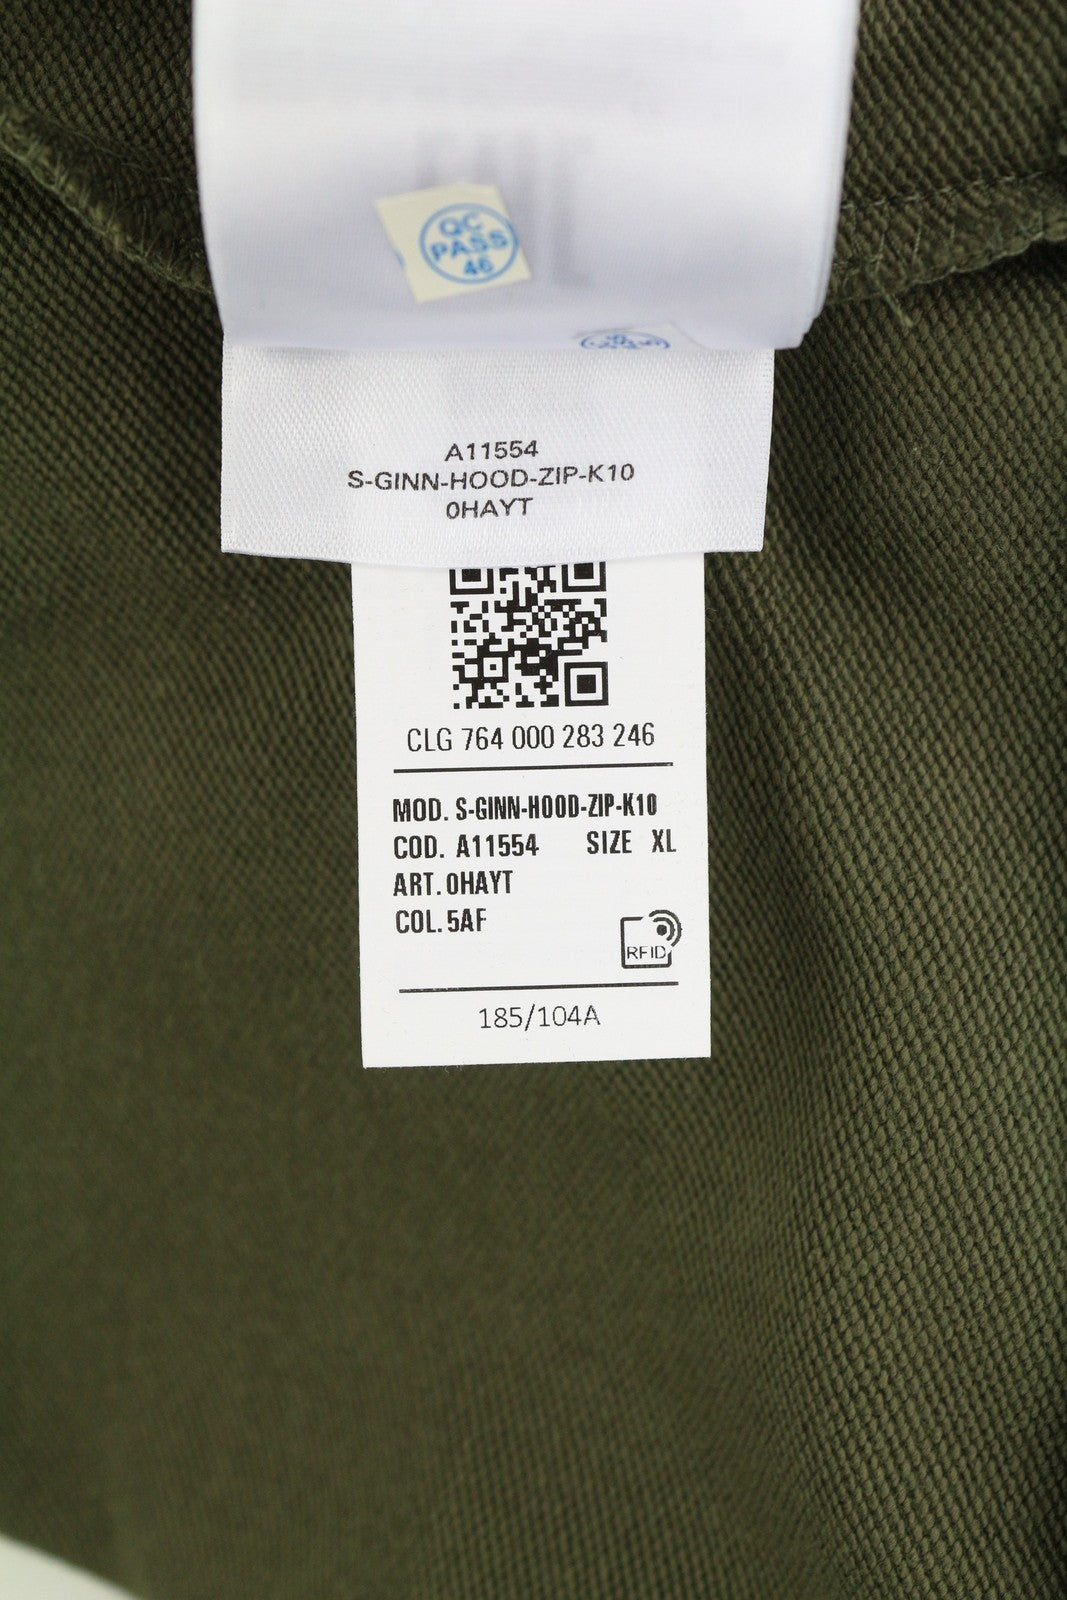 QC
PASS
46
A11554
S-GINN-HOOD-ZIP-K10
0HAYT
CLG 764 000 283 246
MOD. S-GINN-HOOD-ZIP-K10
COD. A11554 SIZE XL
ART. 0HAYT
COL. 5AF
RFID
185/104A